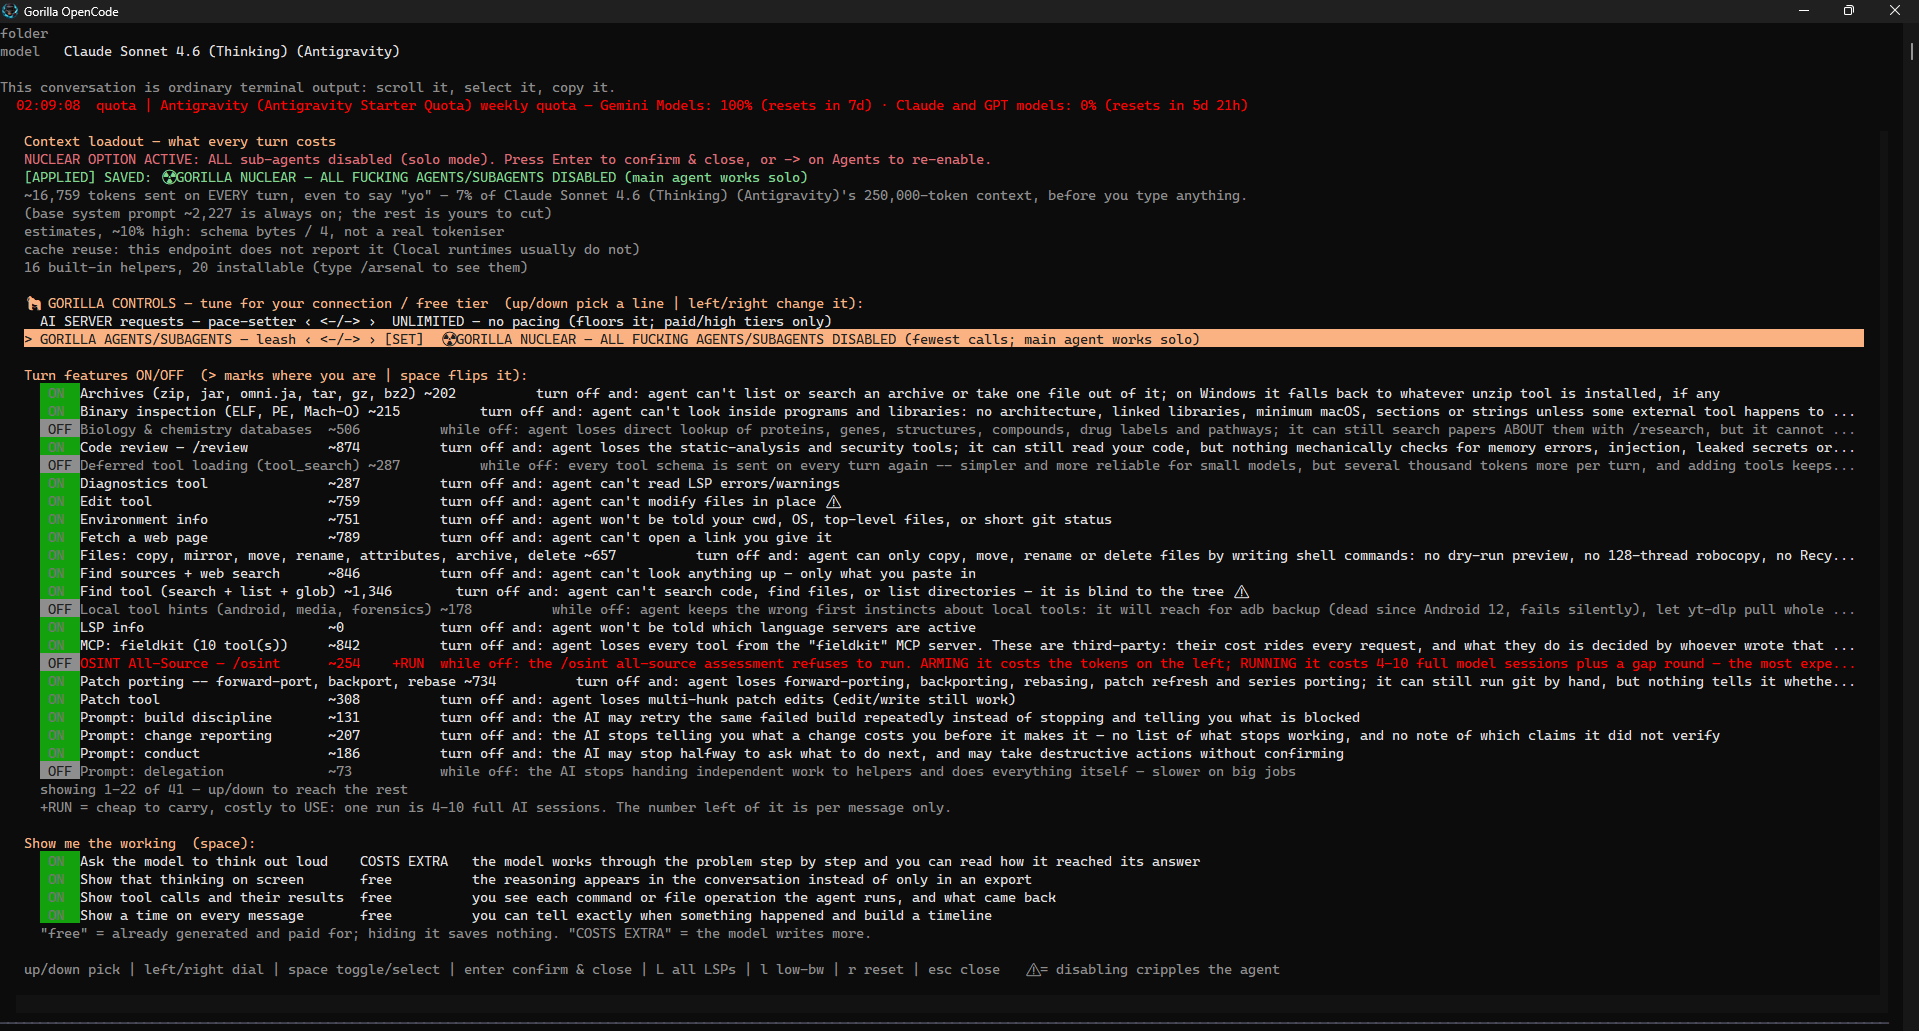 Gorilla OpenCode
folder
model   Claude Sonnet 4.6 (Thinking) (Antigravity)
This conversation is ordinary terminal output: scroll it, select it, copy it.
02:09:08  quota | Antigravity (Antigravity Starter Quota) weekly quota — Gemini Models: 100% (resets in 7d) · Claude and GPT models: 0% (resets in 5d 21h)
Context loadout — what every turn costs
NUCLEAR OPTION ACTIVE: ALL sub-agents disabled (solo mode). Press Enter to confirm & close, or -> on Agents to re-enable.
[APPLIED] SAVED: ☢GORILLA NUCLEAR — ALL FUCKING AGENTS/SUBAGENTS DISABLED (main agent works solo)
~16,759 tokens sent on EVERY turn, even to say "yo" — 7% of Claude Sonnet 4.6 (Thinking) (Antigravity)'s 250,000-token context, before you type anything.
(base system prompt ~2,227 is always on; the rest is yours to cut)
estimates, ~10% high: schema bytes / 4, not a real tokeniser
cache reuse: this endpoint does not report it (local runtimes usually do not)
16 built-in helpers, 20 installable (type /arsenal to see them)
GORILLA CONTROLS — tune for your connection / free tier  (up/down pick a line | left/right change it):
AI SERVER requests — pace-setter ‹ <-/-> ›  UNLIMITED — no pacing (floors it; paid/high tiers only)
> GORILLA AGENTS/SUBAGENTS — leash ‹ <-/-> › [SET]  ☢GORILLA NUCLEAR — ALL FUCKING AGENTS/SUBAGENTS DISABLED (fewest calls; main agent works solo)
Turn features ON/OFF  (> marks where you are | space flips it):
ON Archives (zip, jar, omni.ja, tar, gz, bz2) ~202 turn off and: agent can't list or search an archive or take one file out of it; on Windows it falls back to whatever unzip tool is installed, if any
ON Binary inspection (ELF, PE, Mach-O) ~215 turn off and: agent can't look inside programs and libraries: no architecture, linked libraries, minimum macOS, sections or strings unless some external tool happens to ...
OFF Biology & chemistry databases ~506 while off: agent loses direct lookup of proteins, genes, structures, compounds, drug labels and pathways; it can still search papers ABOUT them with /research, but it cannot ...
ON Code review — /review ~874 turn off and: agent loses the static-analysis and security tools; it can still read your code, but nothing mechanically checks for memory errors, injection, leaked secrets or...
OFF Deferred tool loading (tool_search) ~287 while off: every tool schema is sent on every turn again -- simpler and more reliable for small models, but several thousand tokens more per turn, and adding tools keeps...
ON Diagnostics tool ~287 turn off and: agent can't read LSP errors/warnings
ON Edit tool ~759 turn off and: agent can't modify files in place ⚠
ON Environment info ~751 turn off and: agent won't be told your cwd, OS, top-level files, or short git status
ON Fetch a web page ~789 turn off and: agent can't open a link you give it
ON Files: copy, mirror, move, rename, attributes, archive, delete ~657 turn off and: agent can only copy, move, rename or delete files by writing shell commands: no dry-run preview, no 128-thread robocopy, no Recy...
ON Find sources + web search ~846 turn off and: agent can't look anything up — only what you paste in
ON Find tool (search + list + glob) ~1,346 turn off and: agent can't search code, find files, or list directories — it is blind to the tree ⚠
OFF Local tool hints (android, media, forensics) ~178 while off: agent keeps the wrong first instincts about local tools: it will reach for adb backup (dead since Android 12, fails silently), let yt-dlp pull whole ...
ON LSP info ~0 turn off and: agent won't be told which language servers are active
ON MCP: fieldkit (10 tool(s)) ~842 turn off and: agent loses every tool from the "fieldkit" MCP server. These are third-party: their cost rides every request, and what they do is decided by whoever wrote that ...
OFF OSINT All-Source — /osint ~254 +RUN while off: the /osint all-source assessment refuses to run. ARMING it costs the tokens on the left; RUNNING it costs 4-10 full model sessions plus a gap round — the most expe...
ON Patch porting -- forward-port, backport, rebase ~734 turn off and: agent loses forward-porting, backporting, rebasing, patch refresh and series porting; it can still run git by hand, but nothing tells it whethe...
ON Patch tool ~308 turn off and: agent loses multi-hunk patch edits (edit/write still work)
ON Prompt: build discipline ~131 turn off and: the AI may retry the same failed build repeatedly instead of stopping and telling you what is blocked
ON Prompt: change reporting ~207 turn off and: the AI stops telling you what a change costs you before it makes it — no list of what stops working, and no note of which claims it did not verify
ON Prompt: conduct ~186 turn off and: the AI may stop halfway to ask what to do next, and may take destructive actions without confirming
OFF Prompt: delegation ~73 while off: the AI stops handing independent work to helpers and does everything itself — slower on big jobs
showing 1-22 of 41 — up/down to reach the rest
+RUN = cheap to carry, costly to USE: one run is 4-10 full AI sessions. The number left of it is per message only.
Show me the working  (space):
ON Ask the model to think out loud COSTS EXTRA the model works through the problem step by step and you can read how it reached its answer
ON Show that thinking on screen free the reasoning appears in the conversation instead of only in an export
ON Show tool calls and their results free you see each command or file operation the agent runs, and what came back
ON Show a time on every message free you can tell exactly when something happened and build a timeline
"free" = already generated and paid for; hiding it saves nothing. "COSTS EXTRA" = the model writes more.
up/down pick | left/right dial | space toggle/select | enter confirm & close | L all LSPs | l low-bw | r reset | esc close   ⚠= disabling cripples the agent